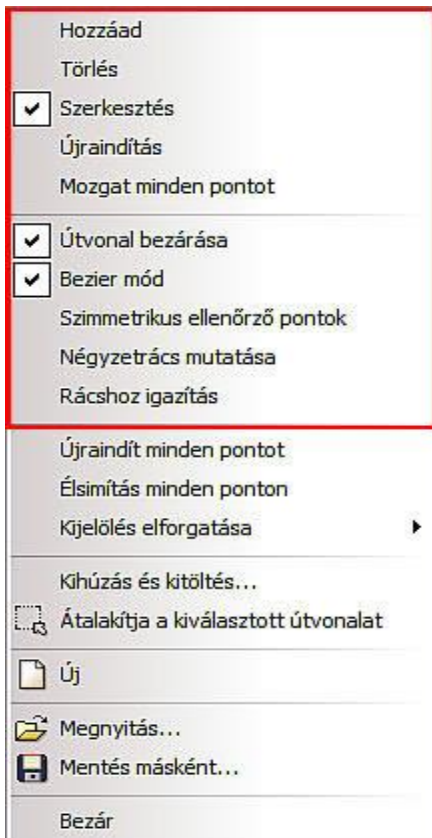 Hozzáad
Törlés
Szerkesztés
Újraindítás
Mozgat minden pontot
Útvonal bezárása
Bezier mód
Szimmetrikus ellenőrző pontok
Négyzetrács mutatása
Rácshoz igazítás
Újraindít minden pontot
Élsimítás minden ponton
Kijelölés elforgatása
Kihúzás és kitöltés...
Átalakítja a kiválasztott útvonalat
Új
Megnyitás...
Mentés másként...
Bezár